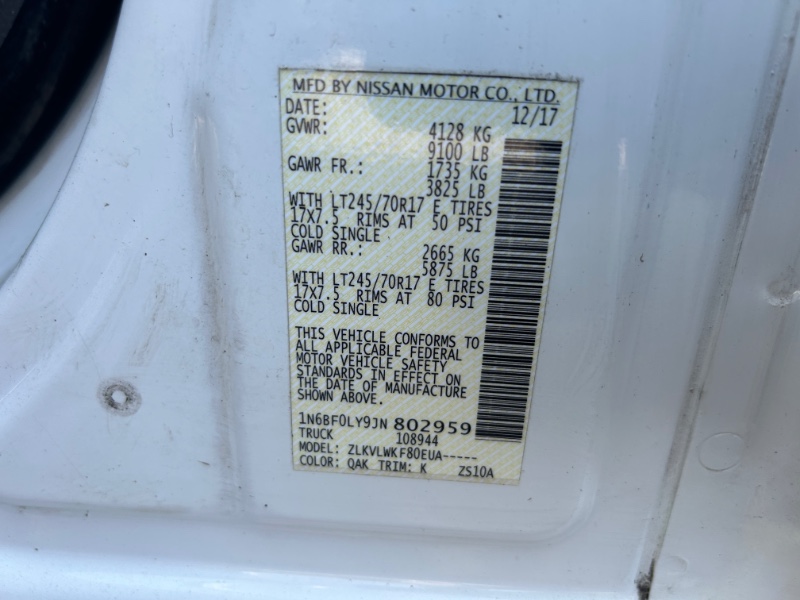 MFD BY NISSAN MOTOR CO., LTD.
DATE: 12/17
GVWR: 4128 KG
9100 LB
GAWR FR.: 1735 KG
3825 LB
WITH LT245/70R17 E TIRES
17X7.5 RIMS AT 50 PSI
COLD SINGLE
GAWR RR.: 2665 KG
5875 LB
WITH LT245/70R17 E TIRES
17X7.5 RIMS AT 80 PSI
COLD SINGLE
THIS VEHICLE CONFORMS TO
ALL APPLICABLE FEDERAL
MOTOR VEHICLE SAFETY
STANDARDS IN EFFECT ON
THE DATE OF MANUFACTURE
SHOWN ABOVE.
1N6BF0LY9JN 802959
TRUCK 108944
MODEL: ZLKVLWKF80EUA-----
COLOR: QAK TRIM: K ZS10A